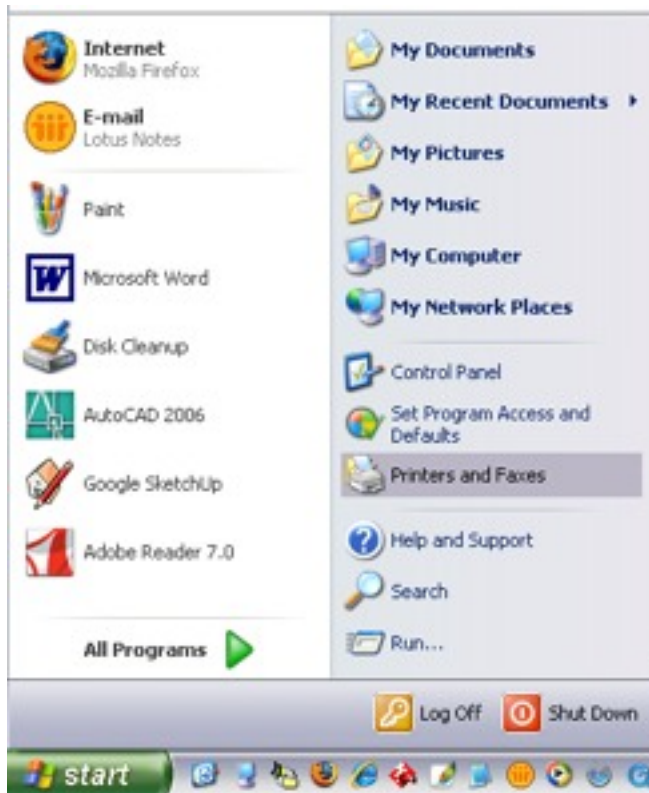 Internet
Mozilla Firefox
E-mail
Lotus Notes
Paint
Microsoft Word
Disk Cleanup
AutoCAD 2006
Google SketchUp
Adobe Reader 7.0
All Programs
My Documents
My Recent Documents
My Pictures
My Music
My Computer
My Network Places
Control Panel
Set Program Access and
Defaults
Printers and Faxes
Help and Support
Search
Run...
Log Off
Shut Down
start